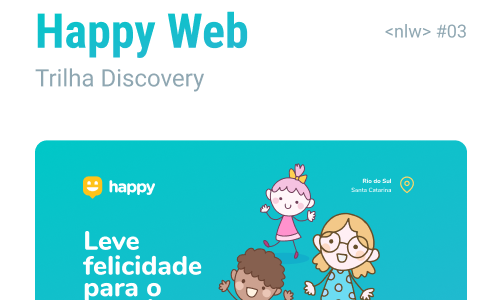 Happy Web
<nlw> #03
Trilha Discovery
happy
Rio do Sul
Santa Catarina
Leve
felicidade
para o